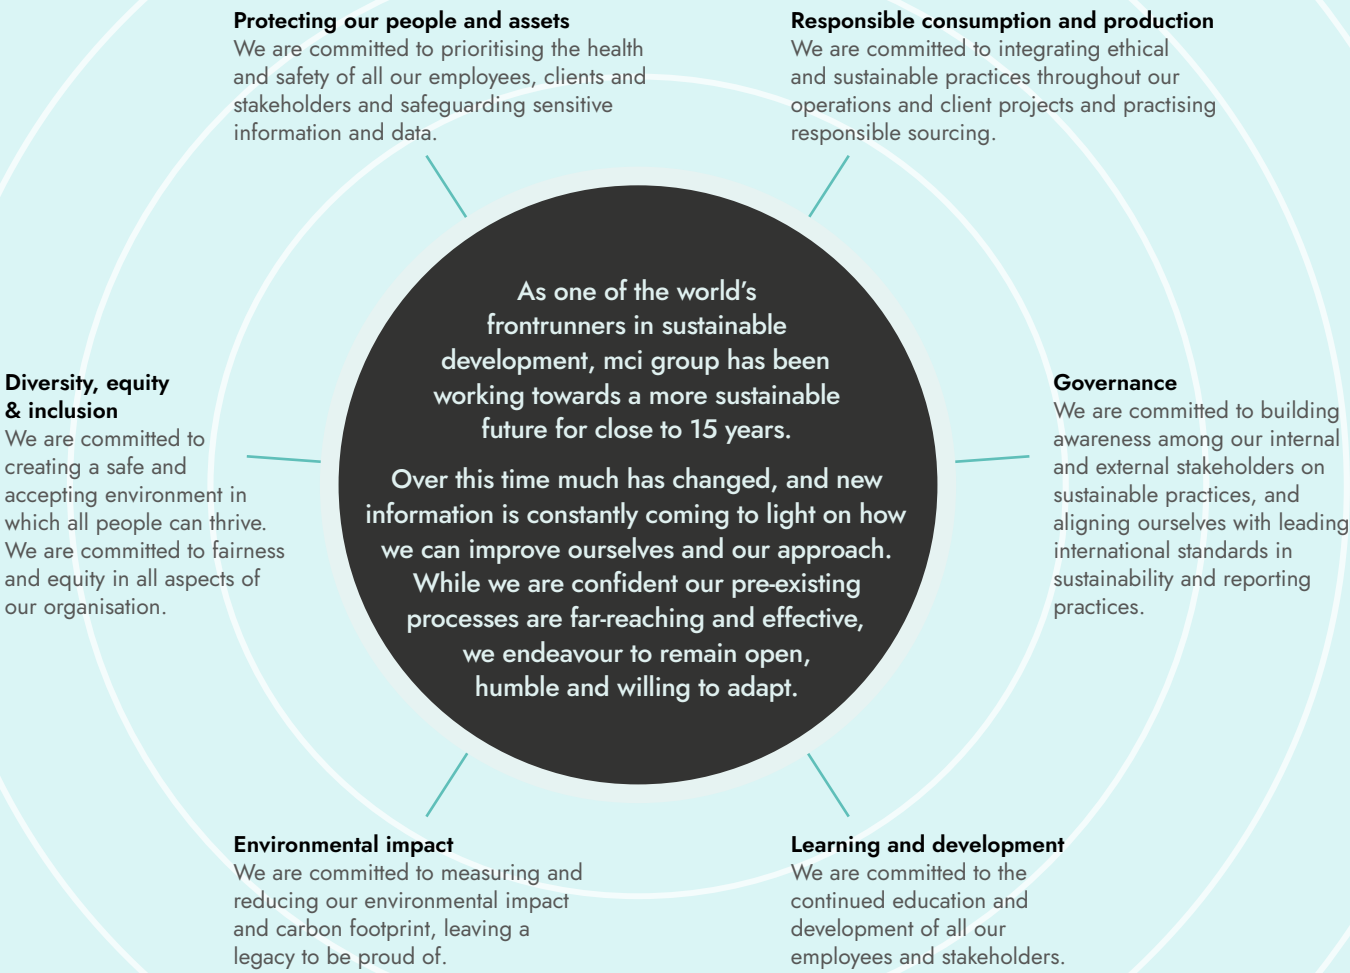 Protecting our people and assets
We are committed to prioritising the health
and safety of all our employees, clients and
stakeholders and safeguarding sensitive
information and data.
Responsible consumption and production
We are committed to integrating ethical
and sustainable practices throughout our
operations and client projects and practising
responsible sourcing.
As one of the world's
frontrunners in sustainable
development, mci group has been
working towards a more sustainable
future for close to 15 years.
Over this time much has changed, and new
information is constantly coming to light on how
we can improve ourselves and our approach.
While we are confident our pre-existing
processes are far-reaching and effective,
we endeavour to remain open,
humble and willing to adapt.
Diversity, equity
& inclusion
We are committed to
creating a safe and
accepting environment in
which all people can thrive.
We are committed to fairness
and equity in all aspects of
our organisation.
Governance
We are committed to building
awareness among our internal
and external stakeholders on
sustainable practices, and
aligning ourselves with leading
international standards in
sustainability and reporting
practices.
Environmental impact
We are committed to measuring and
reducing our environmental impact
and carbon footprint, leaving a
legacy to be proud of.
Learning and development
We are committed to the
continued education and
development of all our
employees and stakeholders.